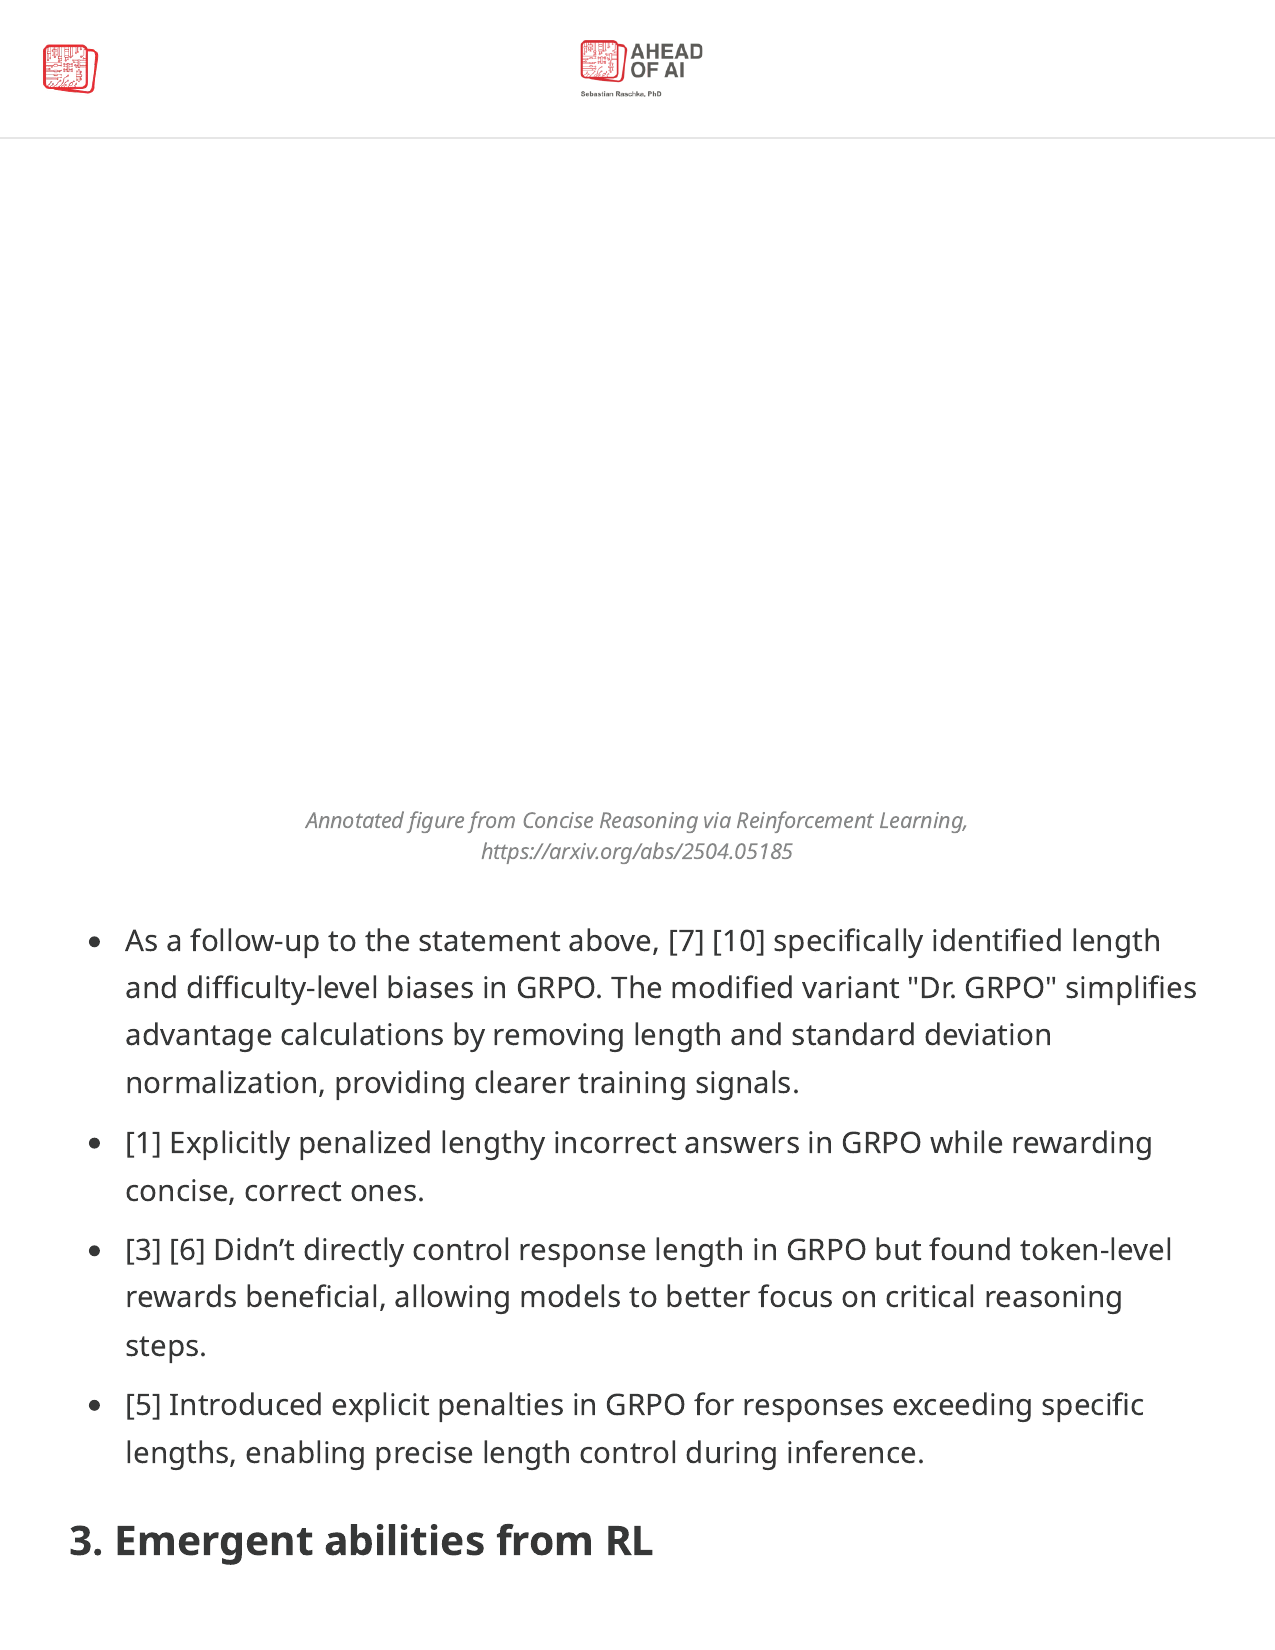 AHEAD
OF AI
Sebastian Raschka, PhD
Annotated figure from Concise Reasoning via Reinforcement Learning,
https://arxiv.org/abs/2504.05185
• As a follow-up to the statement above, [7] [10] specifically identified length
and difficulty-level biases in GRPO. The modified variant "Dr. GRPO" simplifies
advantage calculations by removing length and standard deviation
normalization, providing clearer training signals.
• [1] Explicitly penalized lengthy incorrect answers in GRPO while rewarding
concise, correct ones.
• [3] [6] Didn’t directly control response length in GRPO but found token-level
rewards beneficial, allowing models to better focus on critical reasoning
steps.
• [5] Introduced explicit penalties in GRPO for responses exceeding specific
lengths, enabling precise length control during inference.
3. Emergent abilities from RL